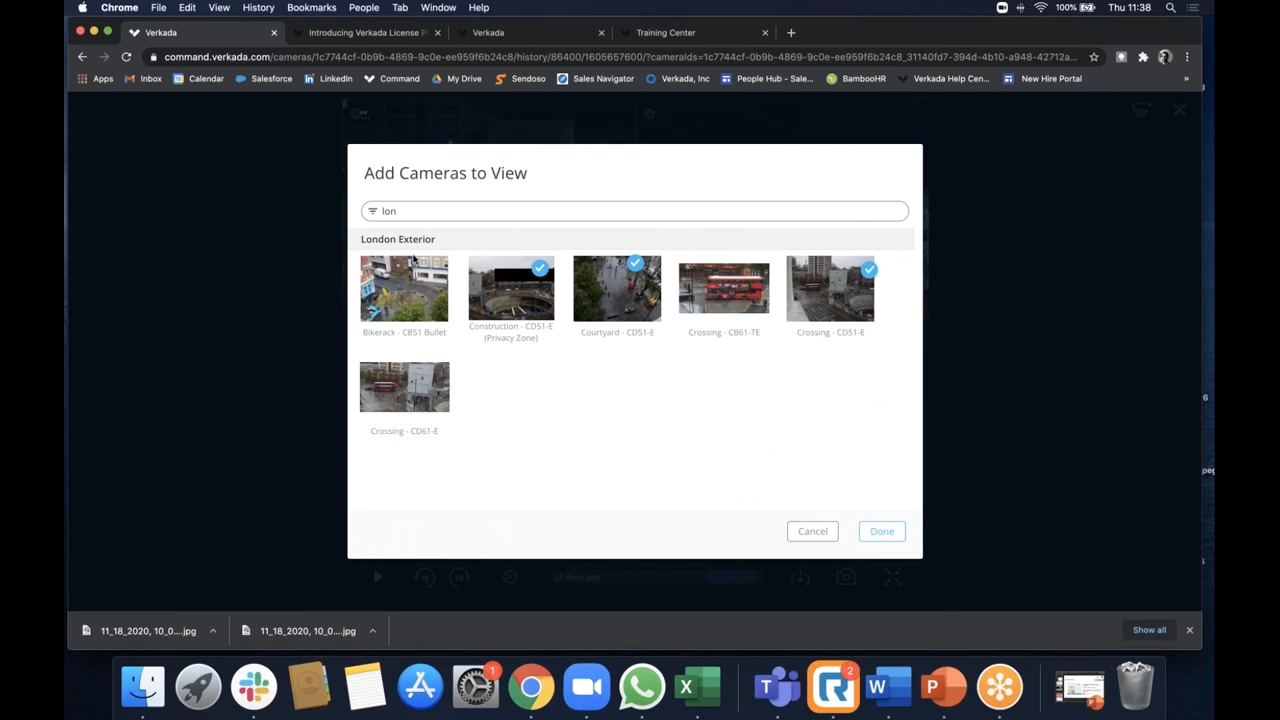 Chrome File Edit View History Bookmarks People Tab Window Help 100% Thu 11:38
Verkada Introducing Verkada License Pl Verkada Training Center
command.verkada.com/cameras/1c7744cf-0b9b-4869-9c0e-ee959f6b24c8/history/86400/1605657600/?cameraIds=1c7744cf-0b9b-4869-9c0e-ee959f6b24c8_31140fd7-394d-4b10-a948-42712a...
Apps Inbox Calendar Salesforce LinkedIn Command My Drive Sendoso Sales Navigator Verkada, Inc People Hub - Sale... BambooHR Verkada Help Cen... New Hire Portal »
Add Cameras to View
lon
London Exterior
Bikerack - CB51 Bullet
Construction - CD51-E
(Privacy Zone)
Courtyard - CD51-E
Crossing - CB61-TE
Crossing - CD51-E
Crossing - CD61-E
Cancel Done
11_18_2020, 10_0....jpg 11_18_2020, 10_0....jpg Show all
1 2